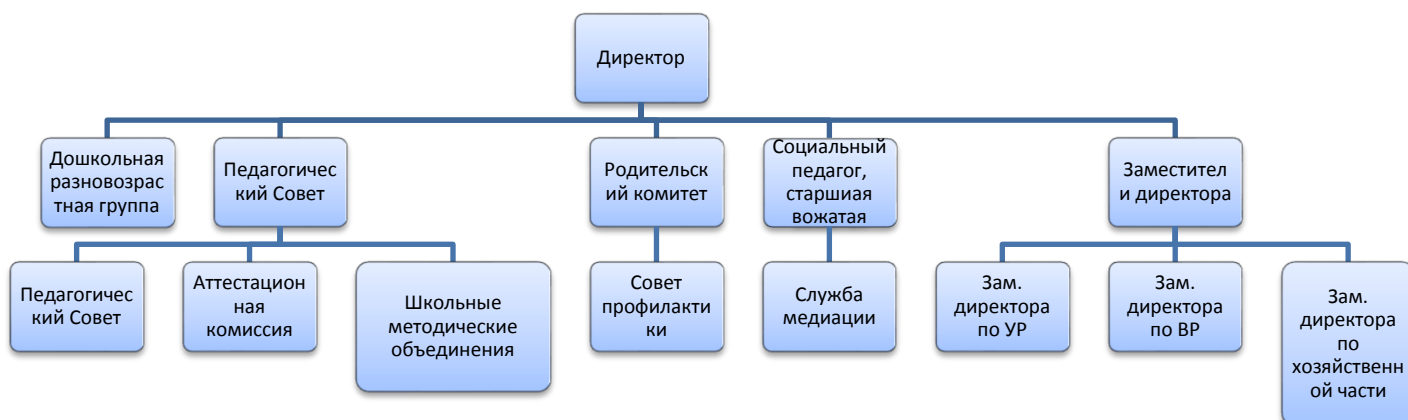 Директор
Дошкольная
разновозрас
тная группа
Педагогичес
кий Совет
Родительск
ий комитет
Социальный
педагог,
старшиая
вожатая
Заместител
и директора
Педагогичес
кий Совет
Аттестацион
ная
комиссия
Школьные
методические
объединения
Совет
профилакти
ки
Служба
медиации
Зам.
директора
по УР
Зам.
директора
по ВР
Зам.
директора
по
хозяйственн
ой части